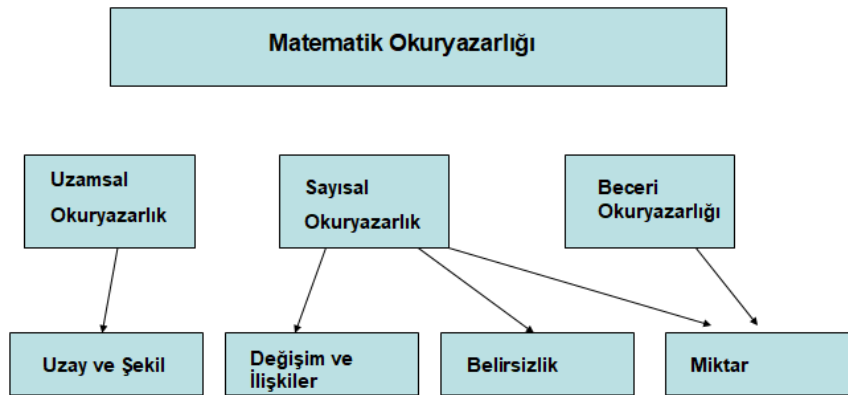 Matematik Okuryazarlığı
Uzamsal
Okuryazarlık
Sayısal
Okuryazarlık
Beceri
Okuryazarlığı
Uzay ve Şekil
Değişim ve
İlişkiler
Belirsizlik
Miktar